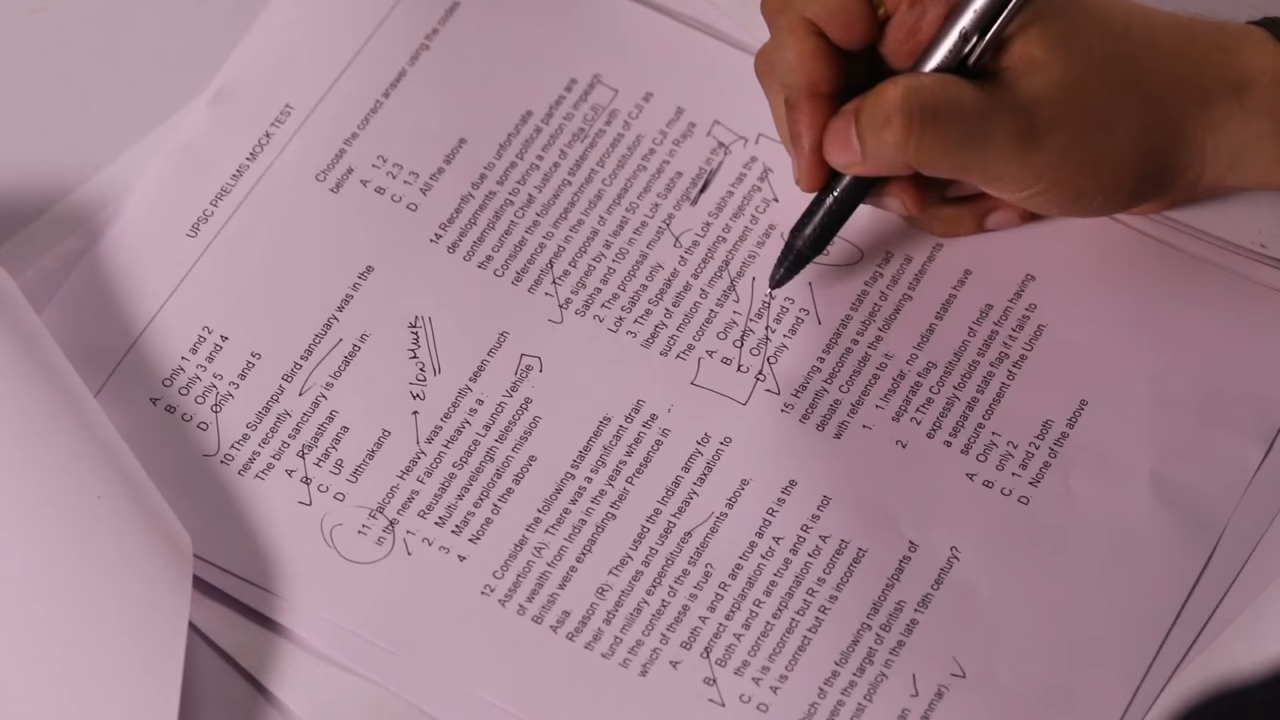 UPSC PRELIMS MOCK TEST
A. Only 1 and 2
B. Only 3 and 4
C. Only 5
D. Only 3 and 5
10.The Sultanpur Bird sanctuary was in the
news recently.
The bird sanctuary is located in:
A. Rajasthan
B. Haryana
C. UP
D. Utthrakand
11. Falcon- Heavy was recently seen much
in the news. Falcon Heavy is a :
1. Reusable Space Launch Vehicle
2. Multi-wavelength telescope
3. Mars exploration mission
4. None of the above
12. Consider the following statements:
Assertion (A): There was a significant drain
of wealth from India in the years when the
British were expanding their Presence in
Asia
Reason (R): They used the Indian army for
their adventures and used heavy taxation to
fund military expenditures
In the context of the statements above,
which of these is true?
A. Both A and R are true and R is the
correct explanation for A
B. Both A and R are true and R is not
the correct explanation for A.
C. A is incorrect but R is correct.
D. A is correct but R is incorrect.
of the following nations/parts of
were the target of British
policy in the late 19th century?
Choose the correct answer using the codes
below:
A. 1,2
B. 2,3
C. 1,3
D. All the above
14.Recently due to unfortunate
developments, some political parties are
contemplating to bring a motion to impeach
the current Chief Justice of India (CJI).
Consider the following statements with
reference to impeachment process of CJI as
mentioned in the Indian Constitution:
1. The proposal of impeaching the CJI must
be signed by at least 50 members in Rajya
Sabha and 100 in the Lok Sabha
2. The proposal must be originated in the
Lok Sabha only.
3. The Speaker of the Lok Sabha has the
liberty of either accepting or rejecting any
such motion of impeachment of CJI.
The correct statement(s) is/are:
A. Only 1
B. Only 1and 2
C. Only 2 and 3
D. Only 1and 3
15. Having a separate state flag had
recently become a subject of national
debate. Consider the following statements
with reference to it:
1. 1 Insofar, no Indian states have
separate flag.
2. 2 The Constitution of India
expressly forbids states from having
a separate state flag if it fails to
secure consent of the Union.
A. Only 1
B. only 2
C. 1 and 2 both
D. None of the above